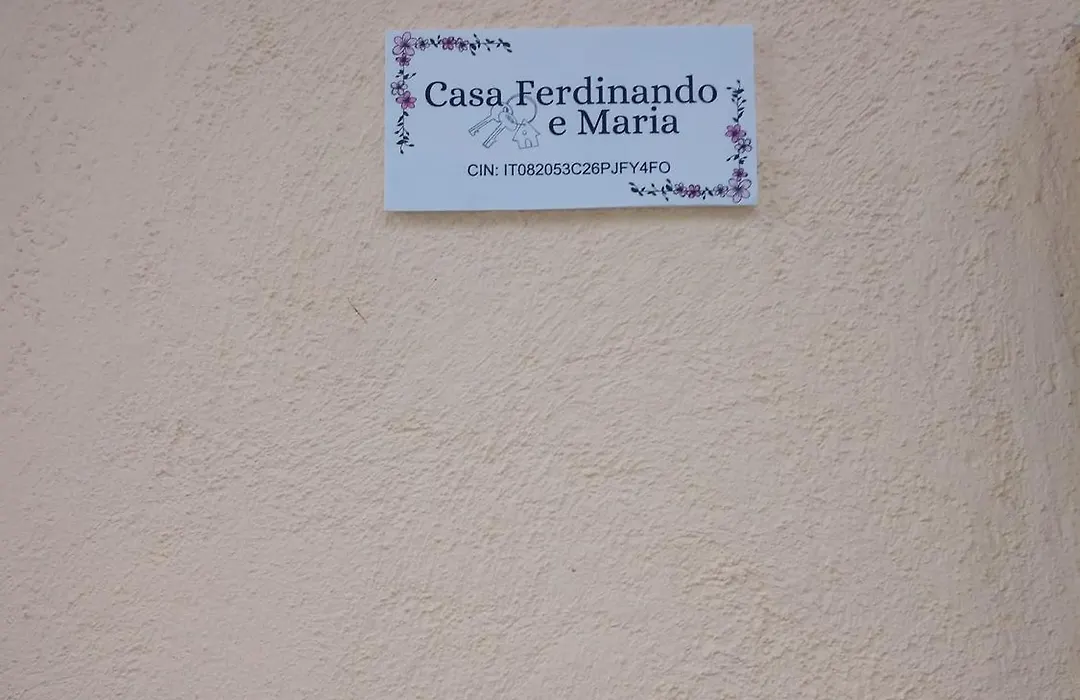 Casa Ferdinando
e Maria
CIN: IT082053C26PJFY4FO